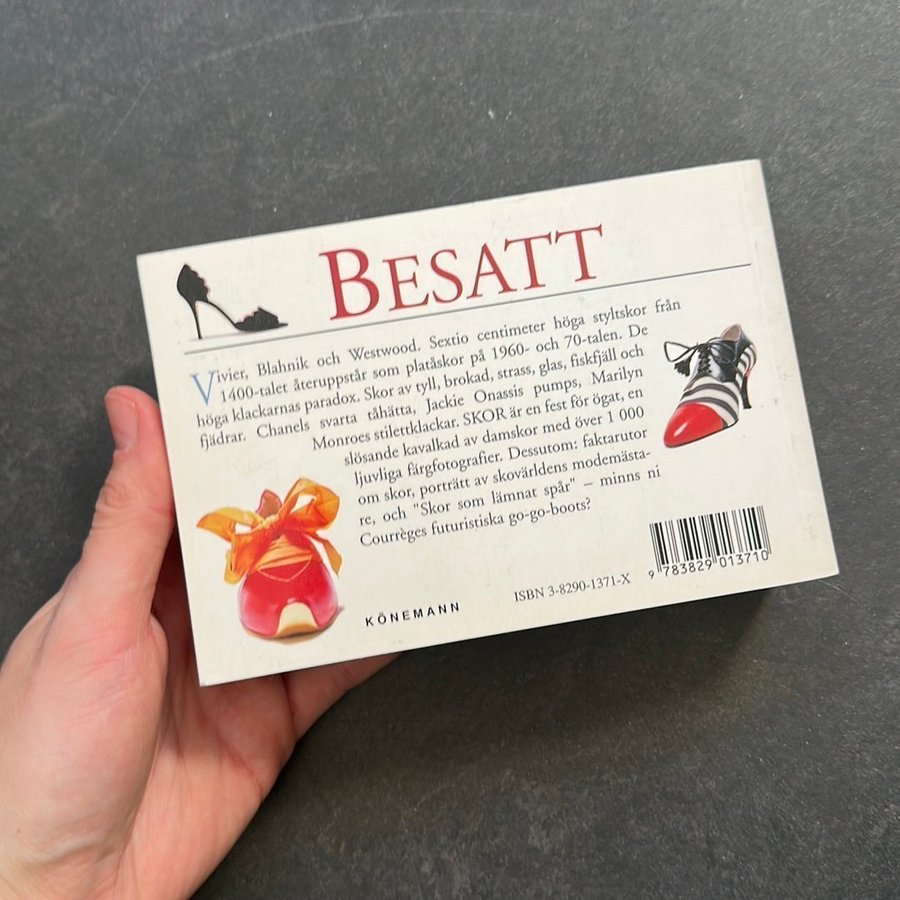 BESATT
Vivier, Blahnik och Westwood. Sextio centimeter höga styltskor från
1400-talet återuppstår som platåskor på 1960- och 70-talen. De
höga klackarnas paradox. Skor av tyll, brokad, strass, glas, fiskfjäll och
fjädrar. Chanels svarta tåhätta, Jackie Onassis pumps, Marilyn
Monroes stilettklackar. SKOR är en fest för ögat, en
slösande kavalkad av damskor med över 1 000
ljuvliga färgfotografier. Dessutom: faktarutor
om skor, porträtt av skovärldens modemästa-
re, och "Skor som lämnat spår" – minns ni
Courrèges futuristiska go-go-boots?
KÖNEMANN
ISBN 3-8290-1371-X
9 783829 013710